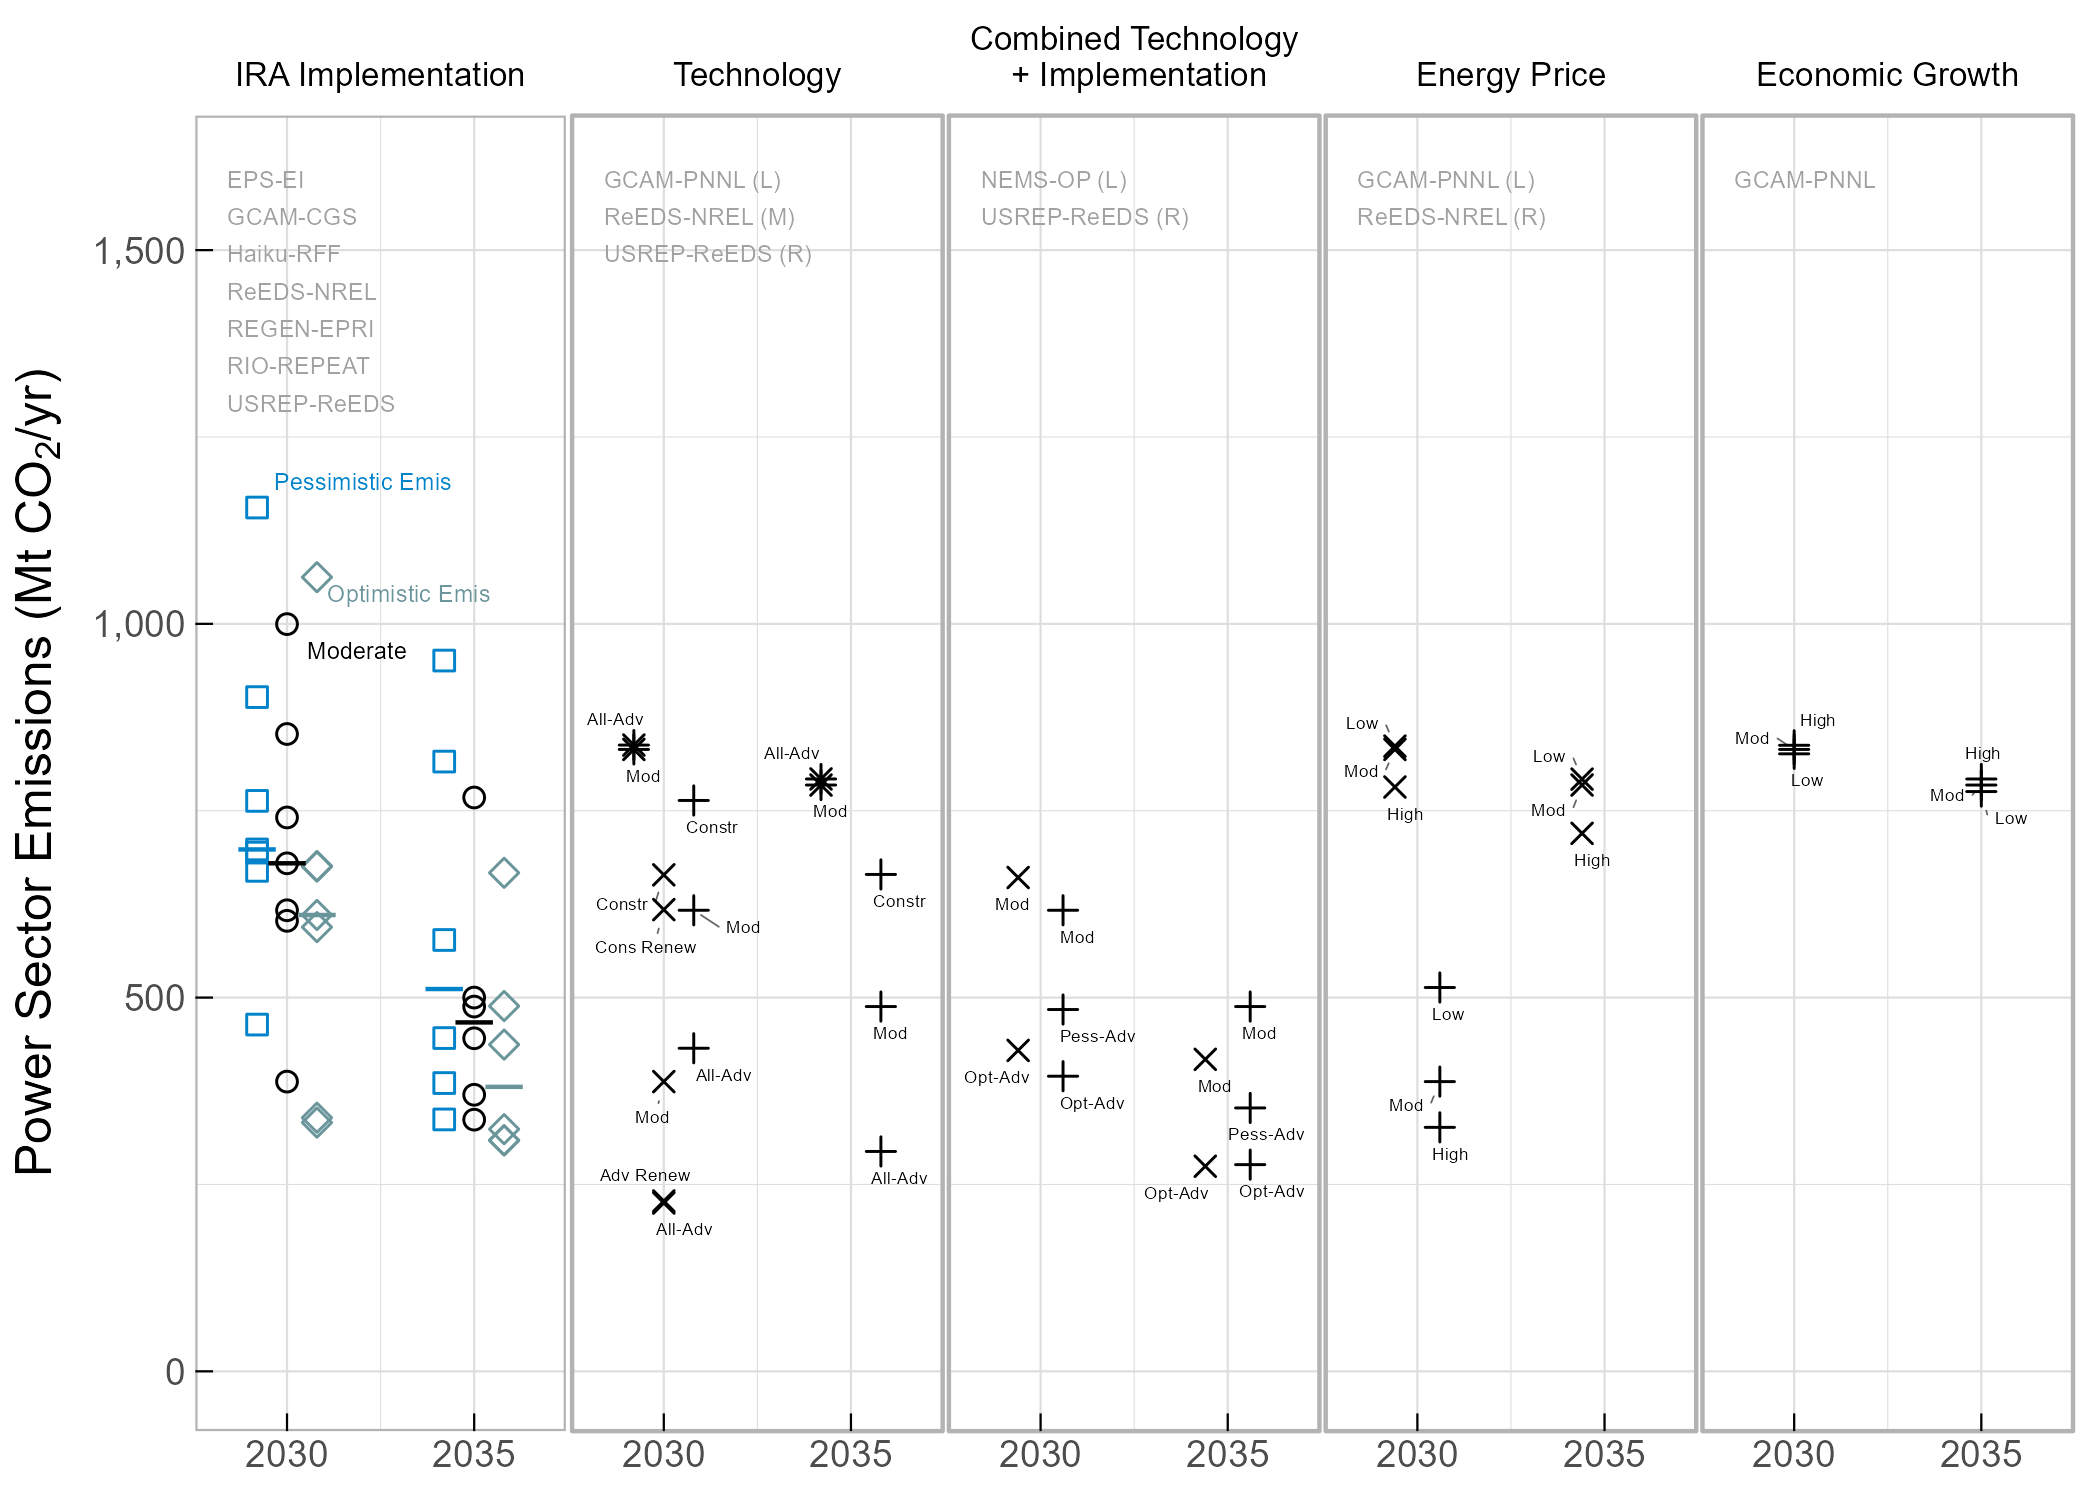 Combined Technology
IRA Implementation
Technology
+ Implementation
Energy Price
Economic Growth
Power Sector Emissions (Mt CO2/yr)
1,500
1,000
500
0
EPS-EI
GCAM-CGS
Haiku-RFF
ReEDS-NREL
REGEN-EPRI
RIO-REPEAT
USREP-ReEDS
Pessimistic Emis
Optimistic Emis
Moderate
2030
2035
GCAM-PNNL (L)
ReEDS-NREL (M)
USREP-ReEDS (R)
All-Adv
Mod
All-Adv
Mod
Constr
Constr
Constr
Mod
Cons Renew
Mod
All-Adv
Mod
Adv Renew
All-Adv
All-Adv
2030
2035
NEMS-OP (L)
USREP-ReEDS (R)
Mod
Mod
Pess-Adv
Mod
Opt-Adv
Mod
Opt-Adv
Pess-Adv
Opt-Adv
Opt-Adv
2030
2035
GCAM-PNNL (L)
ReEDS-NREL (R)
Low
Low
Mod
High
Mod
High
Low
Mod
High
2030
2035
GCAM-PNNL
High
Mod
High
Low
Mod
Low
2030
2035